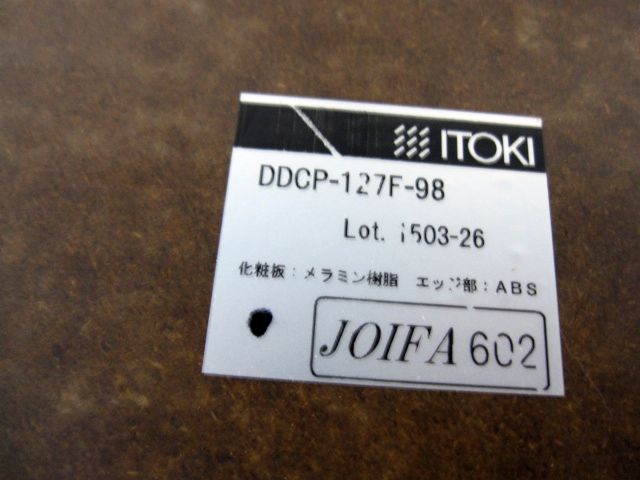 ITOKI
DDCP-127F-98
Lot. 1503-26
化粧板：メラミン樹脂　エッジ部：ABS
JOIFA 602